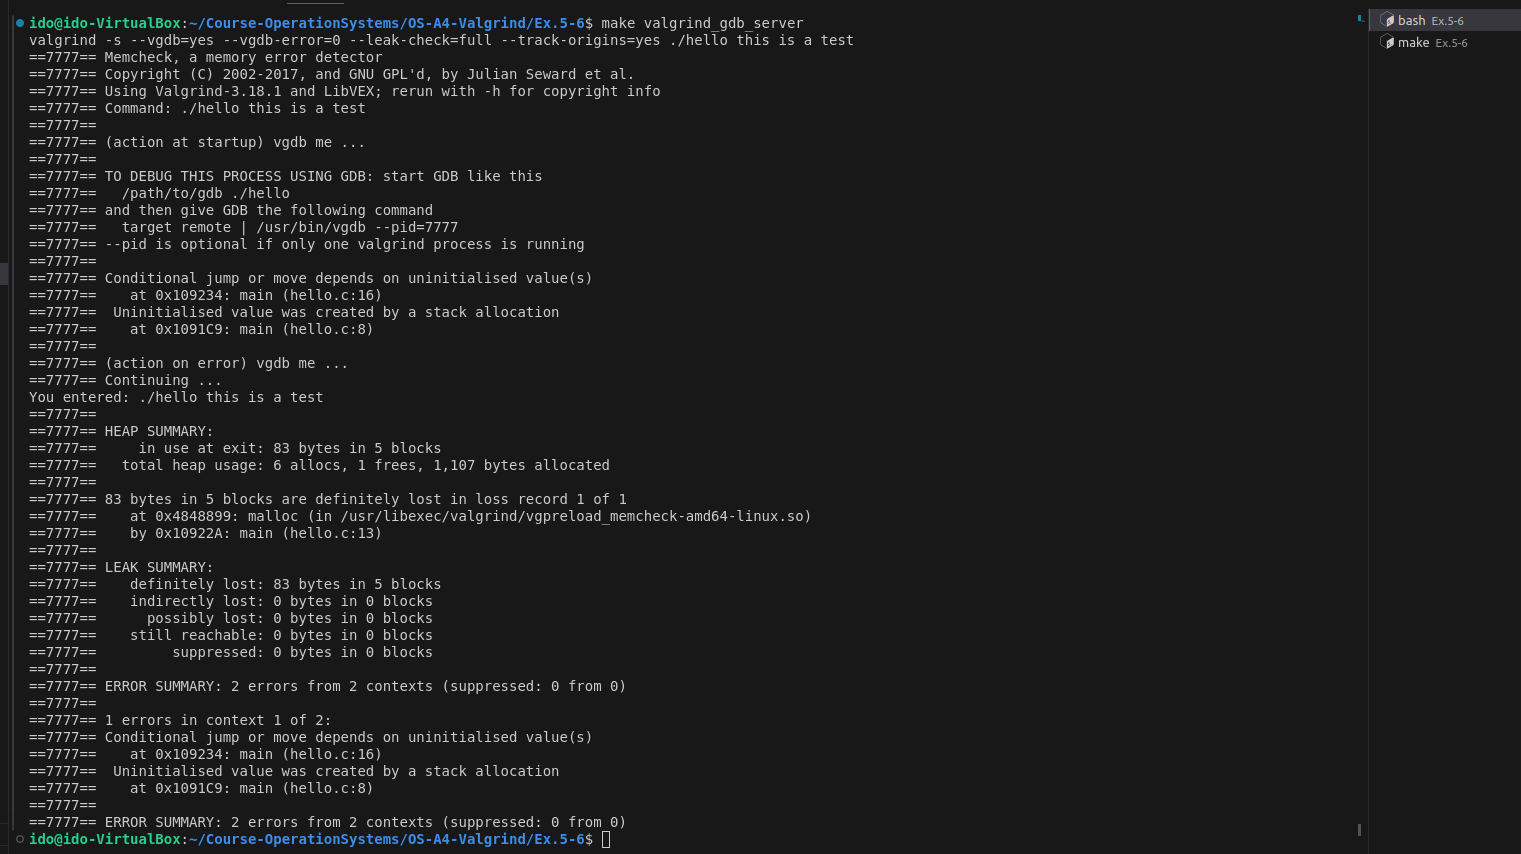 ido@ido-VirtualBox:~/Course-OperationSystems/OS-A4-Valgrind/Ex.5-6$ make valgrind_gdb_server
valgrind -s --vgdb=yes --vgdb-error=0 --leak-check=full --track-origins=yes ./hello this is a test
==7777== Memcheck, a memory error detector
==7777== Copyright (C) 2002-2017, and GNU GPL'd, by Julian Seward et al.
==7777== Using Valgrind-3.18.1 and LibVEX; rerun with -h for copyright info
==7777== Command: ./hello this is a test
==7777==
==7777== (action at startup) vgdb me ...
==7777==
==7777== TO DEBUG THIS PROCESS USING GDB: start GDB like this
==7777==   /path/to/gdb ./hello
==7777== and then give GDB the following command
==7777==   target remote | /usr/bin/vgdb --pid=7777
==7777== --pid is optional if only one valgrind process is running
==7777==
==7777== Conditional jump or move depends on uninitialised value(s)
==7777==    at 0x109234: main (hello.c:16)
==7777==  Uninitialised value was created by a stack allocation
==7777==    at 0x1091C9: main (hello.c:8)
==7777==
==7777== (action on error) vgdb me ...
==7777== Continuing ...
You entered: ./hello this is a test
==7777==
==7777== HEAP SUMMARY:
==7777==     in use at exit: 83 bytes in 5 blocks
==7777==   total heap usage: 6 allocs, 1 frees, 1,107 bytes allocated
==7777==
==7777== 83 bytes in 5 blocks are definitely lost in loss record 1 of 1
==7777==    at 0x4848899: malloc (in /usr/libexec/valgrind/vgpreload_memcheck-amd64-linux.so)
==7777==    by 0x10922A: main (hello.c:13)
==7777==
==7777== LEAK SUMMARY:
==7777==    definitely lost: 83 bytes in 5 blocks
==7777==    indirectly lost: 0 bytes in 0 blocks
==7777==      possibly lost: 0 bytes in 0 blocks
==7777==    still reachable: 0 bytes in 0 blocks
==7777==         suppressed: 0 bytes in 0 blocks
==7777==
==7777== ERROR SUMMARY: 2 errors from 2 contexts (suppressed: 0 from 0)
==7777==
==7777== 1 errors in context 1 of 2:
==7777== Conditional jump or move depends on uninitialised value(s)
==7777==    at 0x109234: main (hello.c:16)
==7777==  Uninitialised value was created by a stack allocation
==7777==    at 0x1091C9: main (hello.c:8)
==7777==
==7777== ERROR SUMMARY: 2 errors from 2 contexts (suppressed: 0 from 0)
ido@ido-VirtualBox:~/Course-OperationSystems/OS-A4-Valgrind/Ex.5-6$
bash Ex.5-6
make Ex.5-6